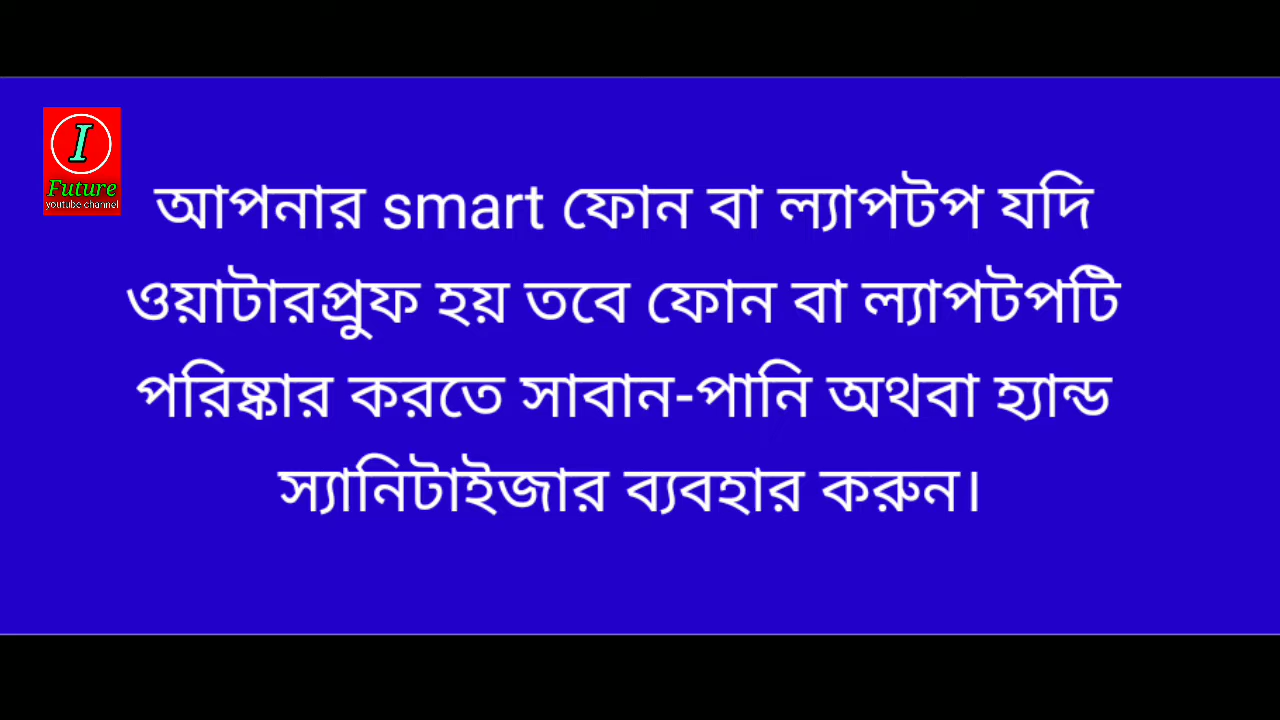 I
Future
youtube channel
আপনার smart ফোন বা ল্যাপটপ যদি
ওয়াটারপ্রুফ হয় তবে ফোন বা ল্যাপটপটি
পরিষ্কার করতে সাবান-পানি অথবা হ্যান্ড
স্যানিটাইজার ব্যবহার করুন।